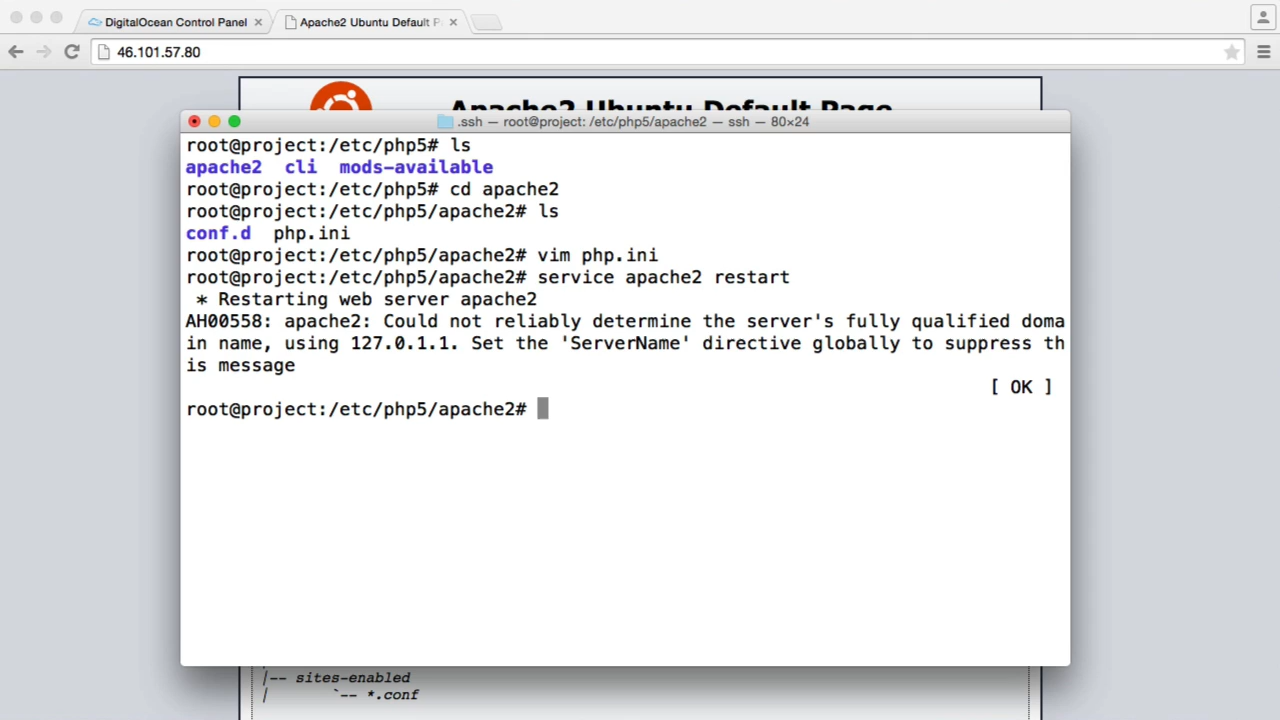 DigitalOcean Control Panel
Apache2 Ubuntu Default P
46.101.57.80
Apache2 Ubuntu Default Page
.ssh — root@project: /etc/php5/apache2 — ssh — 80×24
root@project:/etc/php5# ls
apache2 cli mods-available
root@project:/etc/php5# cd apache2
root@project:/etc/php5/apache2# ls
conf.d php.ini
root@project:/etc/php5/apache2# vim php.ini
root@project:/etc/php5/apache2# service apache2 restart
* Restarting web server apache2
AH00558: apache2: Could not reliably determine the server's fully qualified doma
in name, using 127.0.1.1. Set the 'ServerName' directive globally to suppress th
is message
[ OK ]
root@project:/etc/php5/apache2#
|-- sites-enabled
| `-- *.conf